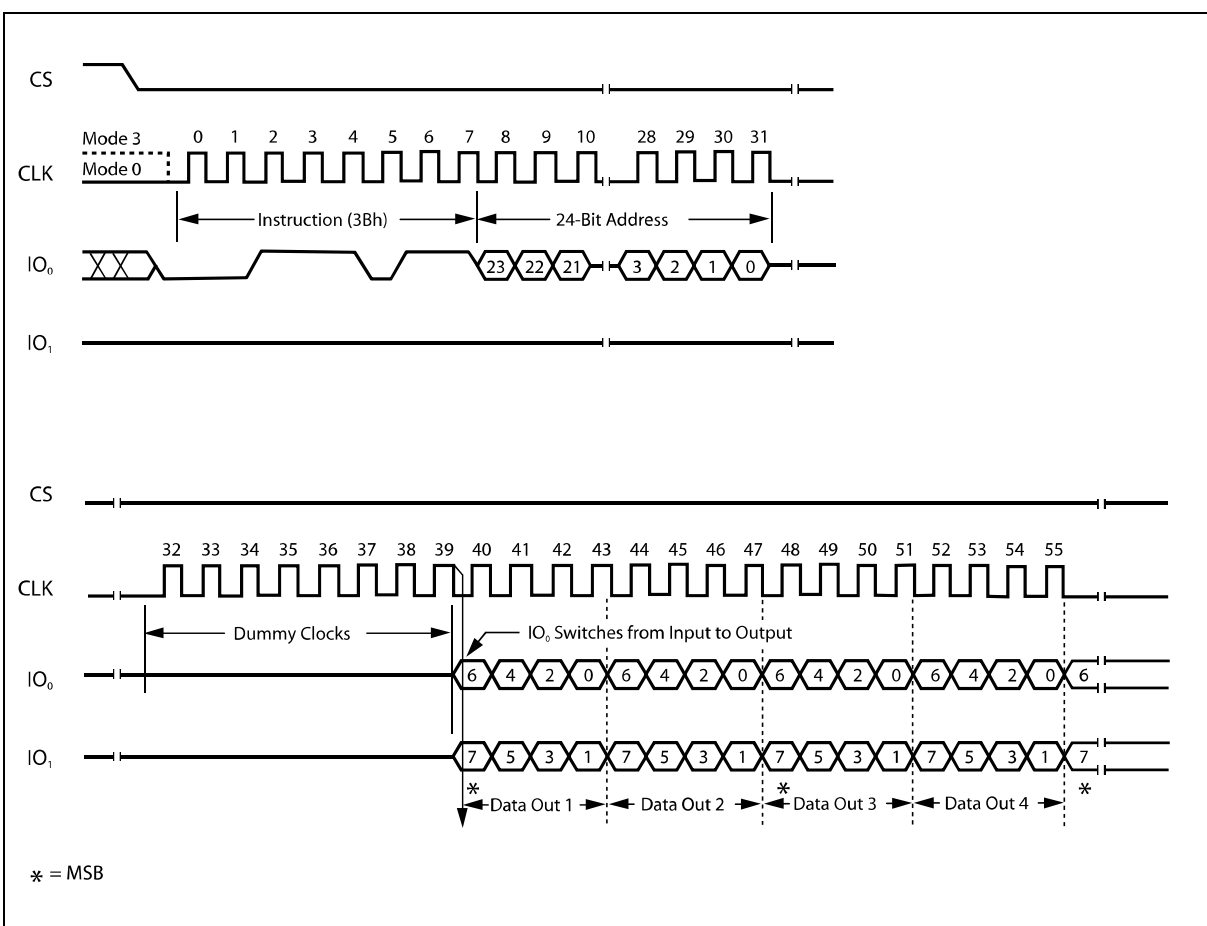 CS
Mode 3 0 1 2 3 4 5 6 7 8 9 10 28 29 30 31
CLK Mode 0
Instruction (3Bh) 24-Bit Address
IO₀ 23 22 21 3 2 1 0
IO₁
CS
32 33 34 35 36 37 38 39 40 41 42 43 44 45 46 47 48 49 50 51 52 53 54 55
CLK
Dummy Clocks IO₀ Switches from Input to Output
IO₀ 6 4 2 0 6 4 2 0 6 4 2 0 6 4 2 0 6
IO₁ 7 5 3 1 7 5 3 1 7 5 3 1 7 5 3 1 7
* * *
Data Out 1 Data Out 2 Data Out 3 Data Out 4
* = MSB